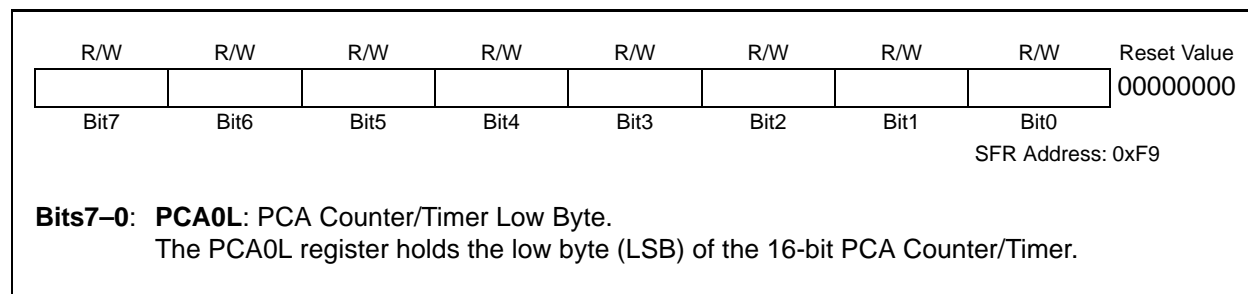 R/W R/W R/W R/W R/W R/W R/W R/W Reset Value
00000000
Bit7 Bit6 Bit5 Bit4 Bit3 Bit2 Bit1 Bit0
SFR Address: 0xF9
Bits7–0: PCA0L: PCA Counter/Timer Low Byte.
The PCA0L register holds the low byte (LSB) of the 16-bit PCA Counter/Timer.